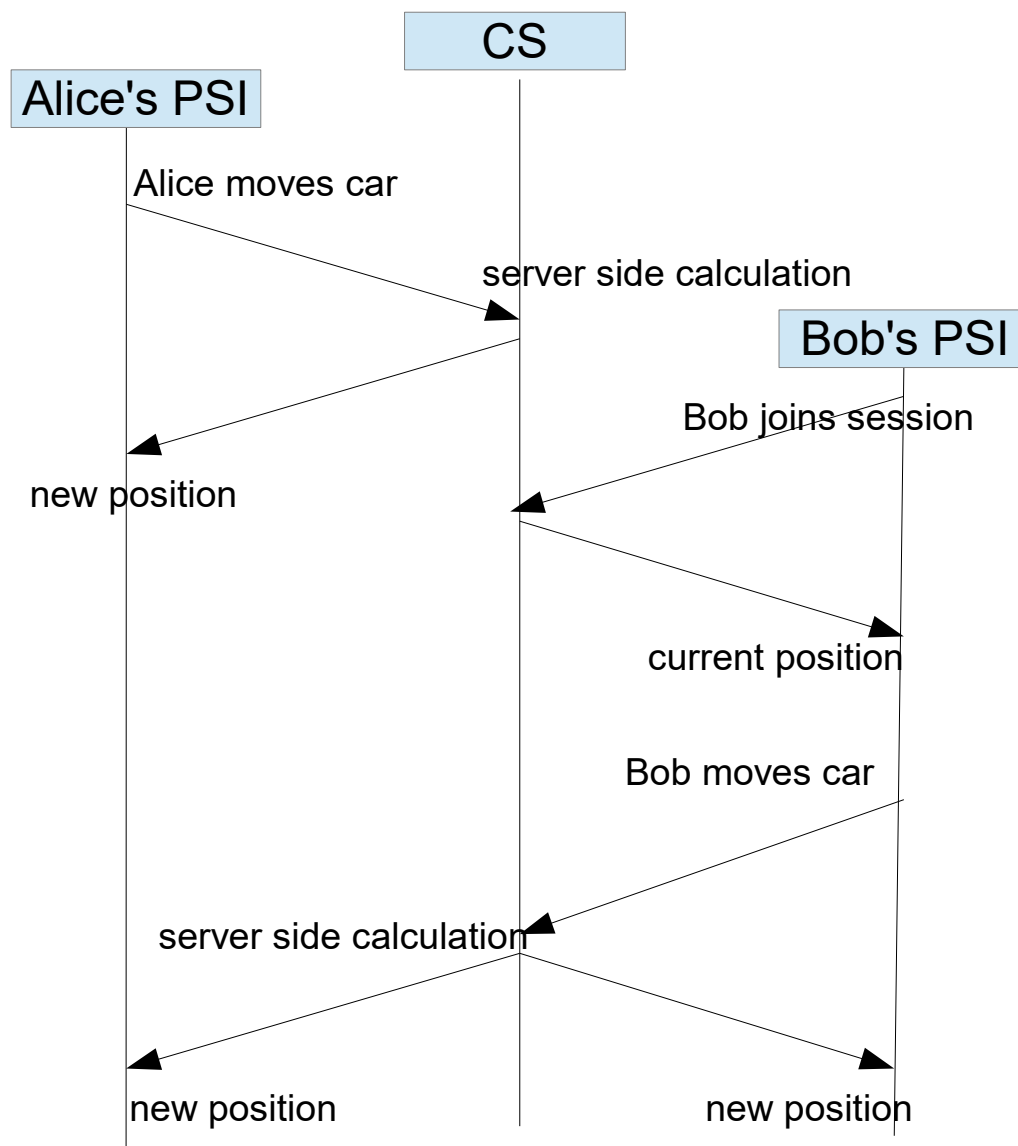 CS
Alice's PSI
Alice moves car
server side calculation
Bob's PSI
Bob joins session
new position
current position
Bob moves car
server side calculation
new position
new position